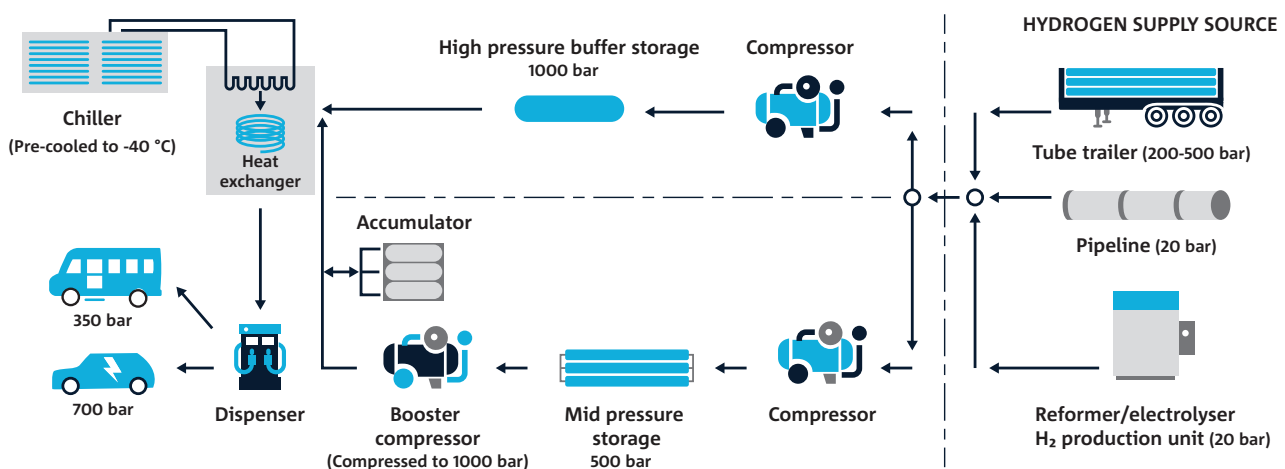 HYDROGEN SUPPLY SOURCE
High pressure buffer storage
1000 bar
Compressor
Chiller
(Pre-cooled to -40 °C)
Heat
exchanger
Tube trailer (200-500 bar)
Accumulator
Pipeline (20 bar)
350 bar
700 bar
Dispenser
Booster
compressor
(Compressed to 1000 bar)
Mid pressure
storage
500 bar
Compressor
Reformer/electrolyser
H₂ production unit (20 bar)